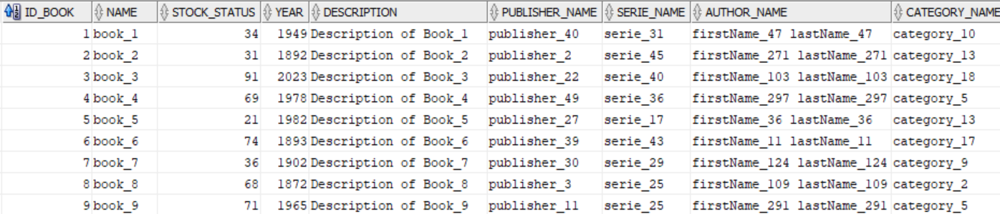 ID_BOOK NAME STOCK_STATUS YEAR DESCRIPTION PUBLISHER_NAME SERIE_NAME AUTHOR_NAME CATEGORY_NAME
1 book_1 34 1949 Description of Book_1 publisher_40 serie_31 firstName_47 lastName_47 category_10
2 book_2 31 1892 Description of Book_2 publisher_2 serie_45 firstName_271 lastName_271 category_13
3 book_3 91 2023 Description of Book_3 publisher_22 serie_40 firstName_103 lastName_103 category_18
4 book_4 69 1978 Description of Book_4 publisher_49 serie_36 firstName_297 lastName_297 category_5
5 book_5 21 1982 Description of Book_5 publisher_27 serie_17 firstName_36 lastName_36 category_13
6 book_6 74 1893 Description of Book_6 publisher_39 serie_43 firstName_11 lastName_11 category_17
7 book_7 36 1902 Description of Book_7 publisher_30 serie_29 firstName_124 lastName_124 category_9
8 book_8 68 1872 Description of Book_8 publisher_3 serie_25 firstName_109 lastName_109 category_2
9 book_9 71 1965 Description of Book_9 publisher_11 serie_25 firstName_291 lastName_291 category_5